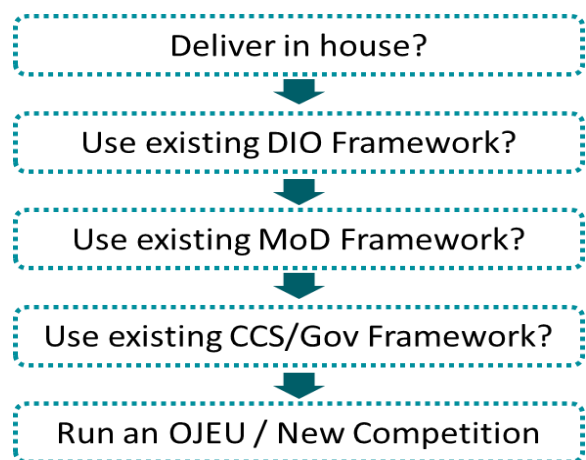 Deliver in house?
Use existing DIO Framework?
Use existing MoD Framework?
Use existing CCS/Gov Framework?
Run an OJEU / New Competition